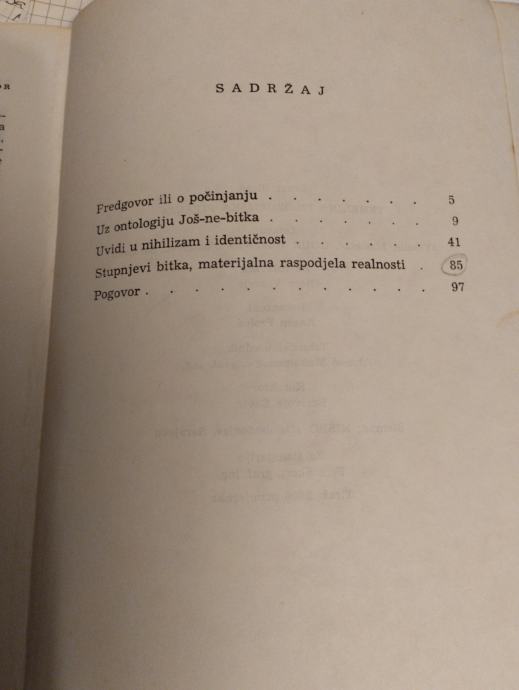 SADRŽAJ
Predgovor ili o počinjanju . . . . . . . 5
Uz ontologiju Još-ne-bitka . . . . . . . 9
Uvidi u nihilizam i identičnost . . . . . 41
Stupnjevi bitka, materijalna raspodjela realnosti . 85
Pogovor . . . . . . . . . . . . 97